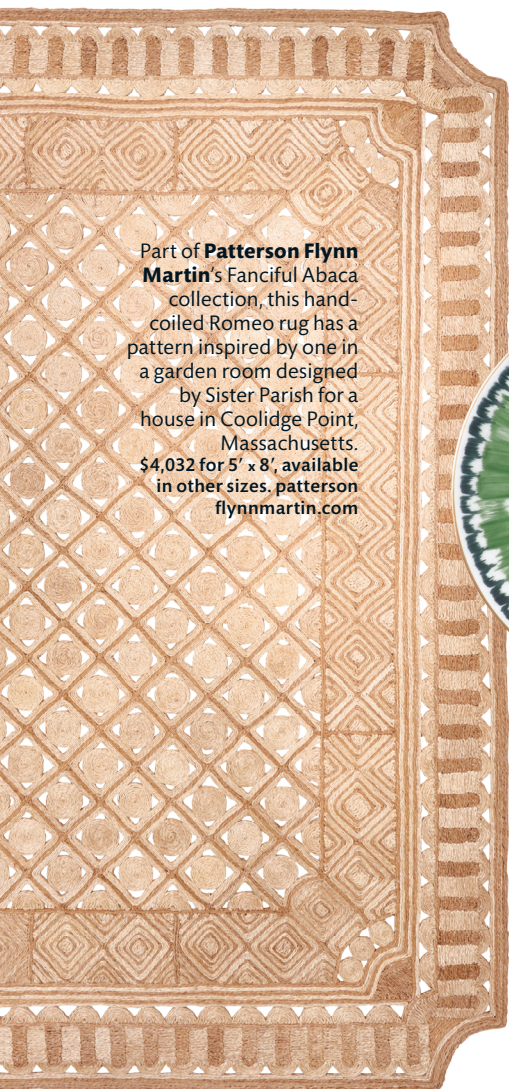 Part of Patterson Flynn
Martin’s Fanciful Abaca
collection, this hand-
coiled Romeo rug has a
pattern inspired by one in
a garden room designed
by Sister Parish for a
house in Coolidge Point,
Massachusetts.
$4,032 for 5′ x 8′, available
in other sizes. patterson
flynnmartin.com